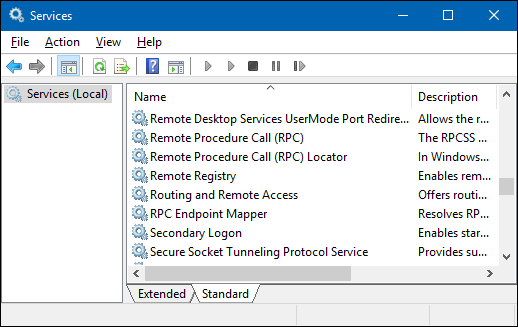 Services
File Action View Help
Services (Local)
Name Description
Remote Desktop Services UserMode Port Redire... Allows the r...
Remote Procedure Call (RPC) The RPCSS ...
Remote Procedure Call (RPC) Locator In Windows...
Remote Registry Enables rem...
Routing and Remote Access Offers routi...
RPC Endpoint Mapper Resolves RP...
Secondary Logon Enables star...
Secure Socket Tunneling Protocol Service Provides su...
Extended Standard